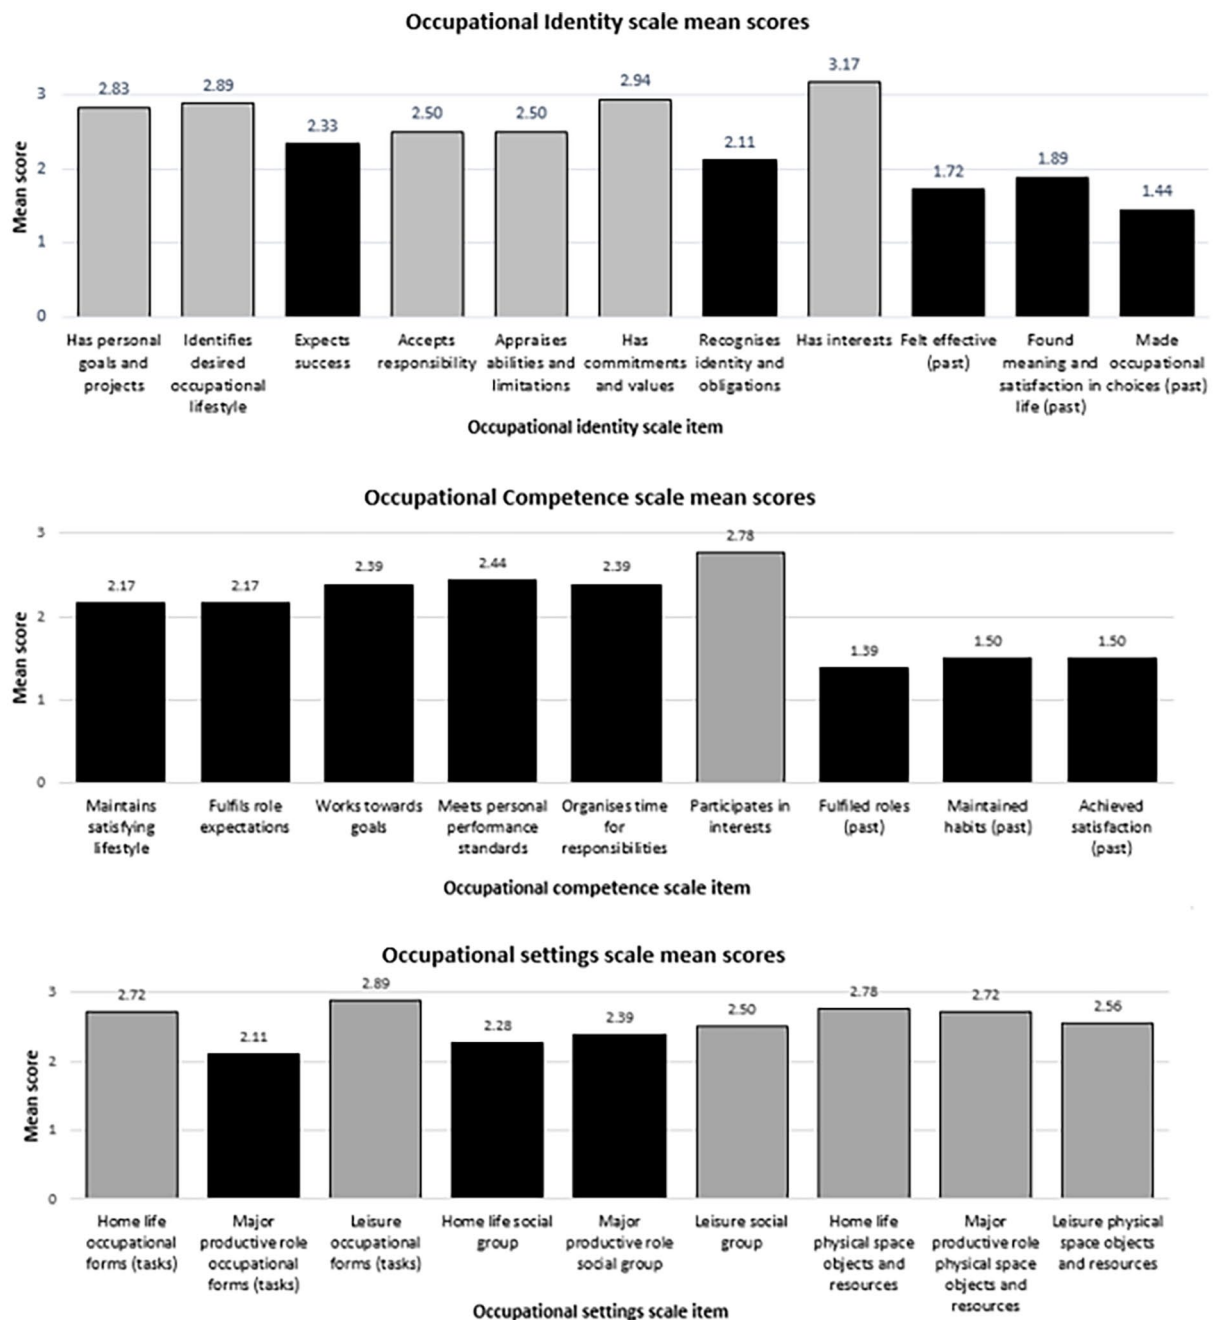 Occupational Identity scale mean scores
3.17
2.94
2.89
2.83
3
2.50
2.50
2.33
2.11
2
1.89
1.72
1.44
1
0
Mean score
Has personal goals and projects
Identifies desired occupational lifestyle
Expects success
Accepts responsibility
Appraises abilities and limitations
Has commitments and values
Recognises identity and obligations
Has interests
Felt effective (past)
Found meaning and satisfaction in life (past)
Made occupational choices (past)
Occupational identity scale item
Occupational Competence scale mean scores
3
2.78
2.17
2.17
2.39
2.44
2.39
2
1.39
1.50
1.50
1
0
Mean score
Maintains satisfying lifestyle
Fulfils role expectations
Works towards goals
Meets personal performance standards
Organises time for responsibilities
Participates in interests
Fulfiled roles (past)
Maintained habits (past)
Achieved satisfaction (past)
Occupational competence scale item
Occupational settings scale mean scores
3
2.72
2.11
2.89
2.28
2.39
2.50
2.78
2.72
2.56
2
1
0
Mean score
Home life occupational forms (tasks)
Major productive role occupational forms (tasks)
Leisure occupational forms (tasks)
Home life social group
Major productive role social group
Leisure social group
Home life physical space objects and resources
Major productive role physical space objects and resources
Leisure physical space objects and resources
Occupational settings scale item